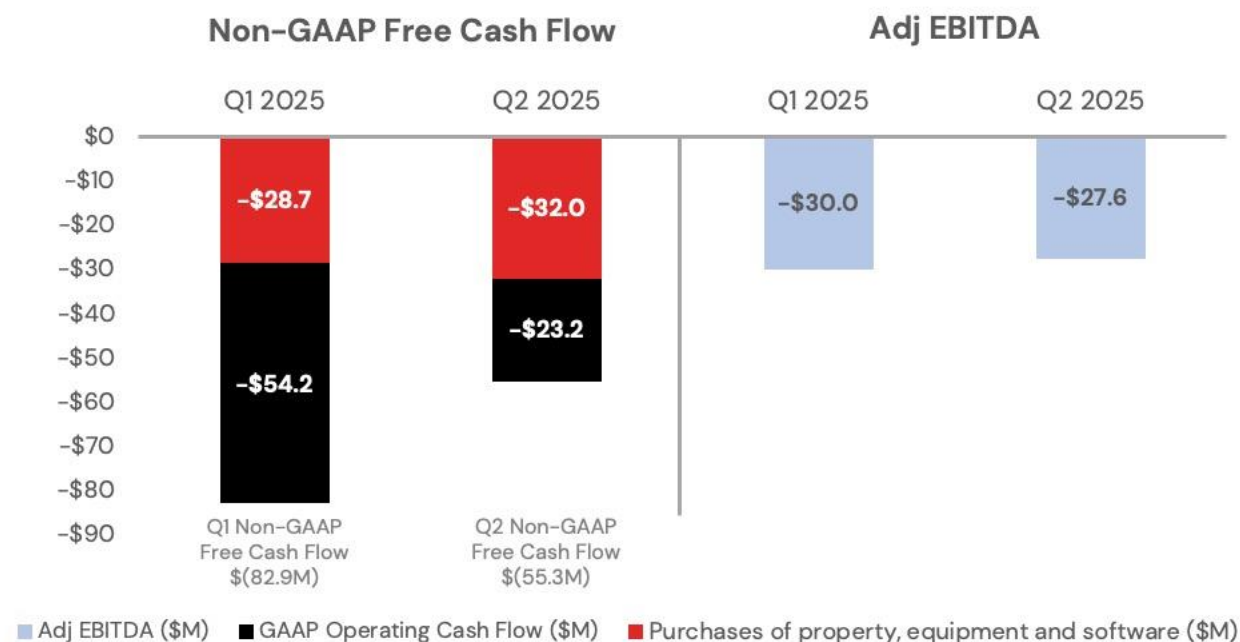 Non-GAAP Free Cash Flow
Adj EBITDA
Q1 2025
Q2 2025
Q1 2025
Q2 2025
$0
-$10
-$20
-$30
-$40
-$50
-$60
-$70
-$80
-$90
-$28.7
-$54.2
-$32.0
-$23.2
-$30.0
-$27.6
Q1 Non-GAAP
Free Cash Flow
$(82.9M)
Q2 Non-GAAP
Free Cash Flow
$(55.3M)
Adj EBITDA ($M)
GAAP Operating Cash Flow ($M)
Purchases of property, equipment and software ($M)